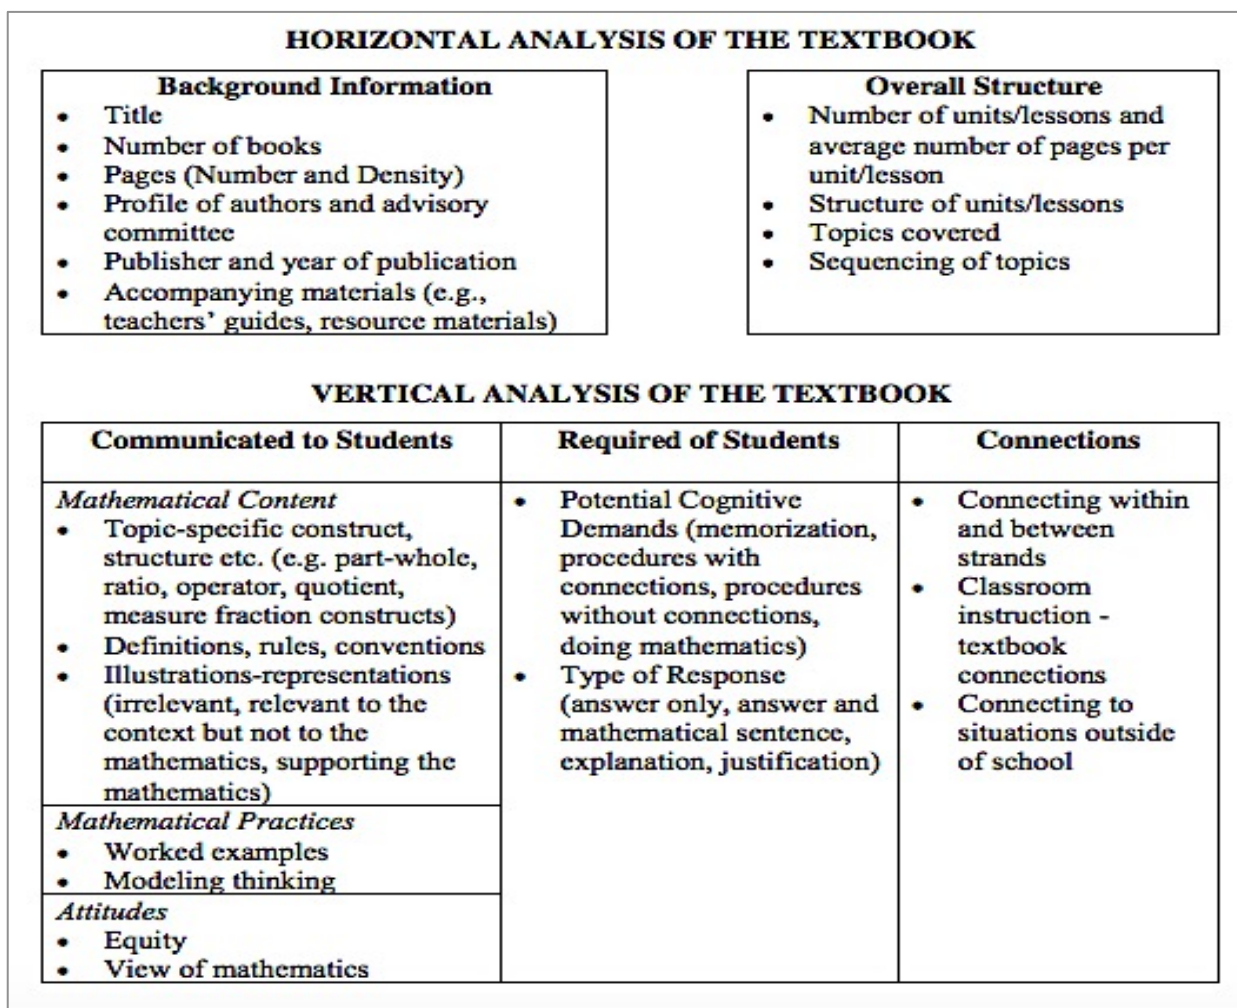 HORIZONTAL ANALYSIS OF THE TEXTBOOK
Background Information
• Title
• Number of books
• Pages (Number and Density)
• Profile of authors and advisory
committee
• Publisher and year of publication
• Accompanying materials (e.g.,
teachers' guides, resource materials)
Overall Structure
• Number of units/lessons and
average number of pages per
unit/lesson
• Structure of units/lessons
• Topics covered
• Sequencing of topics
VERTICAL ANALYSIS OF THE TEXTBOOK
Communicated to Students
Mathematical Content
• Topic-specific construct,
structure etc. (e.g. part-whole,
ratio, operator, quotient,
measure fraction constructs)
• Definitions, rules, conventions
• Illustrations-representations
(irrelevant, relevant to the
context but not to the
mathematics, supporting the
mathematics)
Mathematical Practices
• Worked examples
• Modeling thinking
Attitudes
• Equity
• View of mathematics
Required of Students
• Potential Cognitive
Demands (memorization,
procedures with
connections, procedures
without connections,
doing mathematics)
• Type of Response
(answer only, answer and
mathematical sentence,
explanation, justification)
Connections
• Connecting within
and between
strands
• Classroom
instruction -
textbook
connections
• Connecting to
situations outside
of school